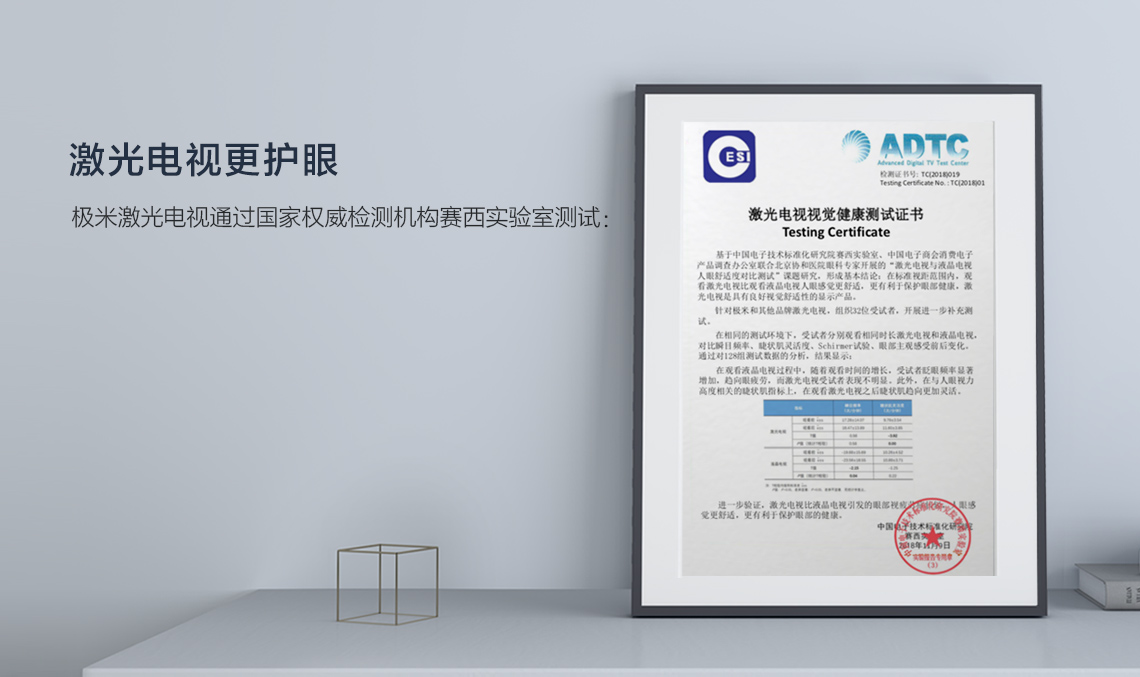 激光电视更护眼
极米激光电视通过国家权威检测机构赛西实验室测试：
CESI
ADTC
Advanced Digital TV Test Center
检测证书号: TC(2018)019
Testing Certificate No. : TC(2018)01
激光电视视觉健康测试证书
Testing Certificate
基于中国电子技术标准化研究院赛西实验室、中国电子商会消费电子
产品调查办公室联合北京协和医院眼科专家开展的“激光电视与液晶电视
人眼舒适度对比测试”课题研究，形成基本结论：在标准视距范围内，观
看激光电视比观看液晶电视人眼感觉更舒适，更有利于保护眼部健康，激
光电视是具有良好视觉舒适性的显示产品。
针对极米和其他品牌激光电视，组织32位受试者，开展进一步补充测
试。
在相同的测试环境下，受试者分别观看相同时长激光电视和液晶电视，
对比瞬目频率、睫状肌灵活度、Schirmer试验、眼部主观感受前后变化。
通过对128组测试数据的分析，结果显示：
在观看液晶电视过程中，随着观看时间的增长，受试者眨眼频率显著
增加，趋向眼疲劳，而激光电视受试者表现不明显。此外，在与人眼视力
高度相关的睫状肌指标上，在观看激光电视之后睫状肌趋向更加灵活。
进一步验证，激光电视比液晶电视引发的眼部视疲
人眼感
觉更舒适，更有利于保护眼部的健康。
中国电子技术标准化研究院
赛西实验室
实验报告专用章
(3)